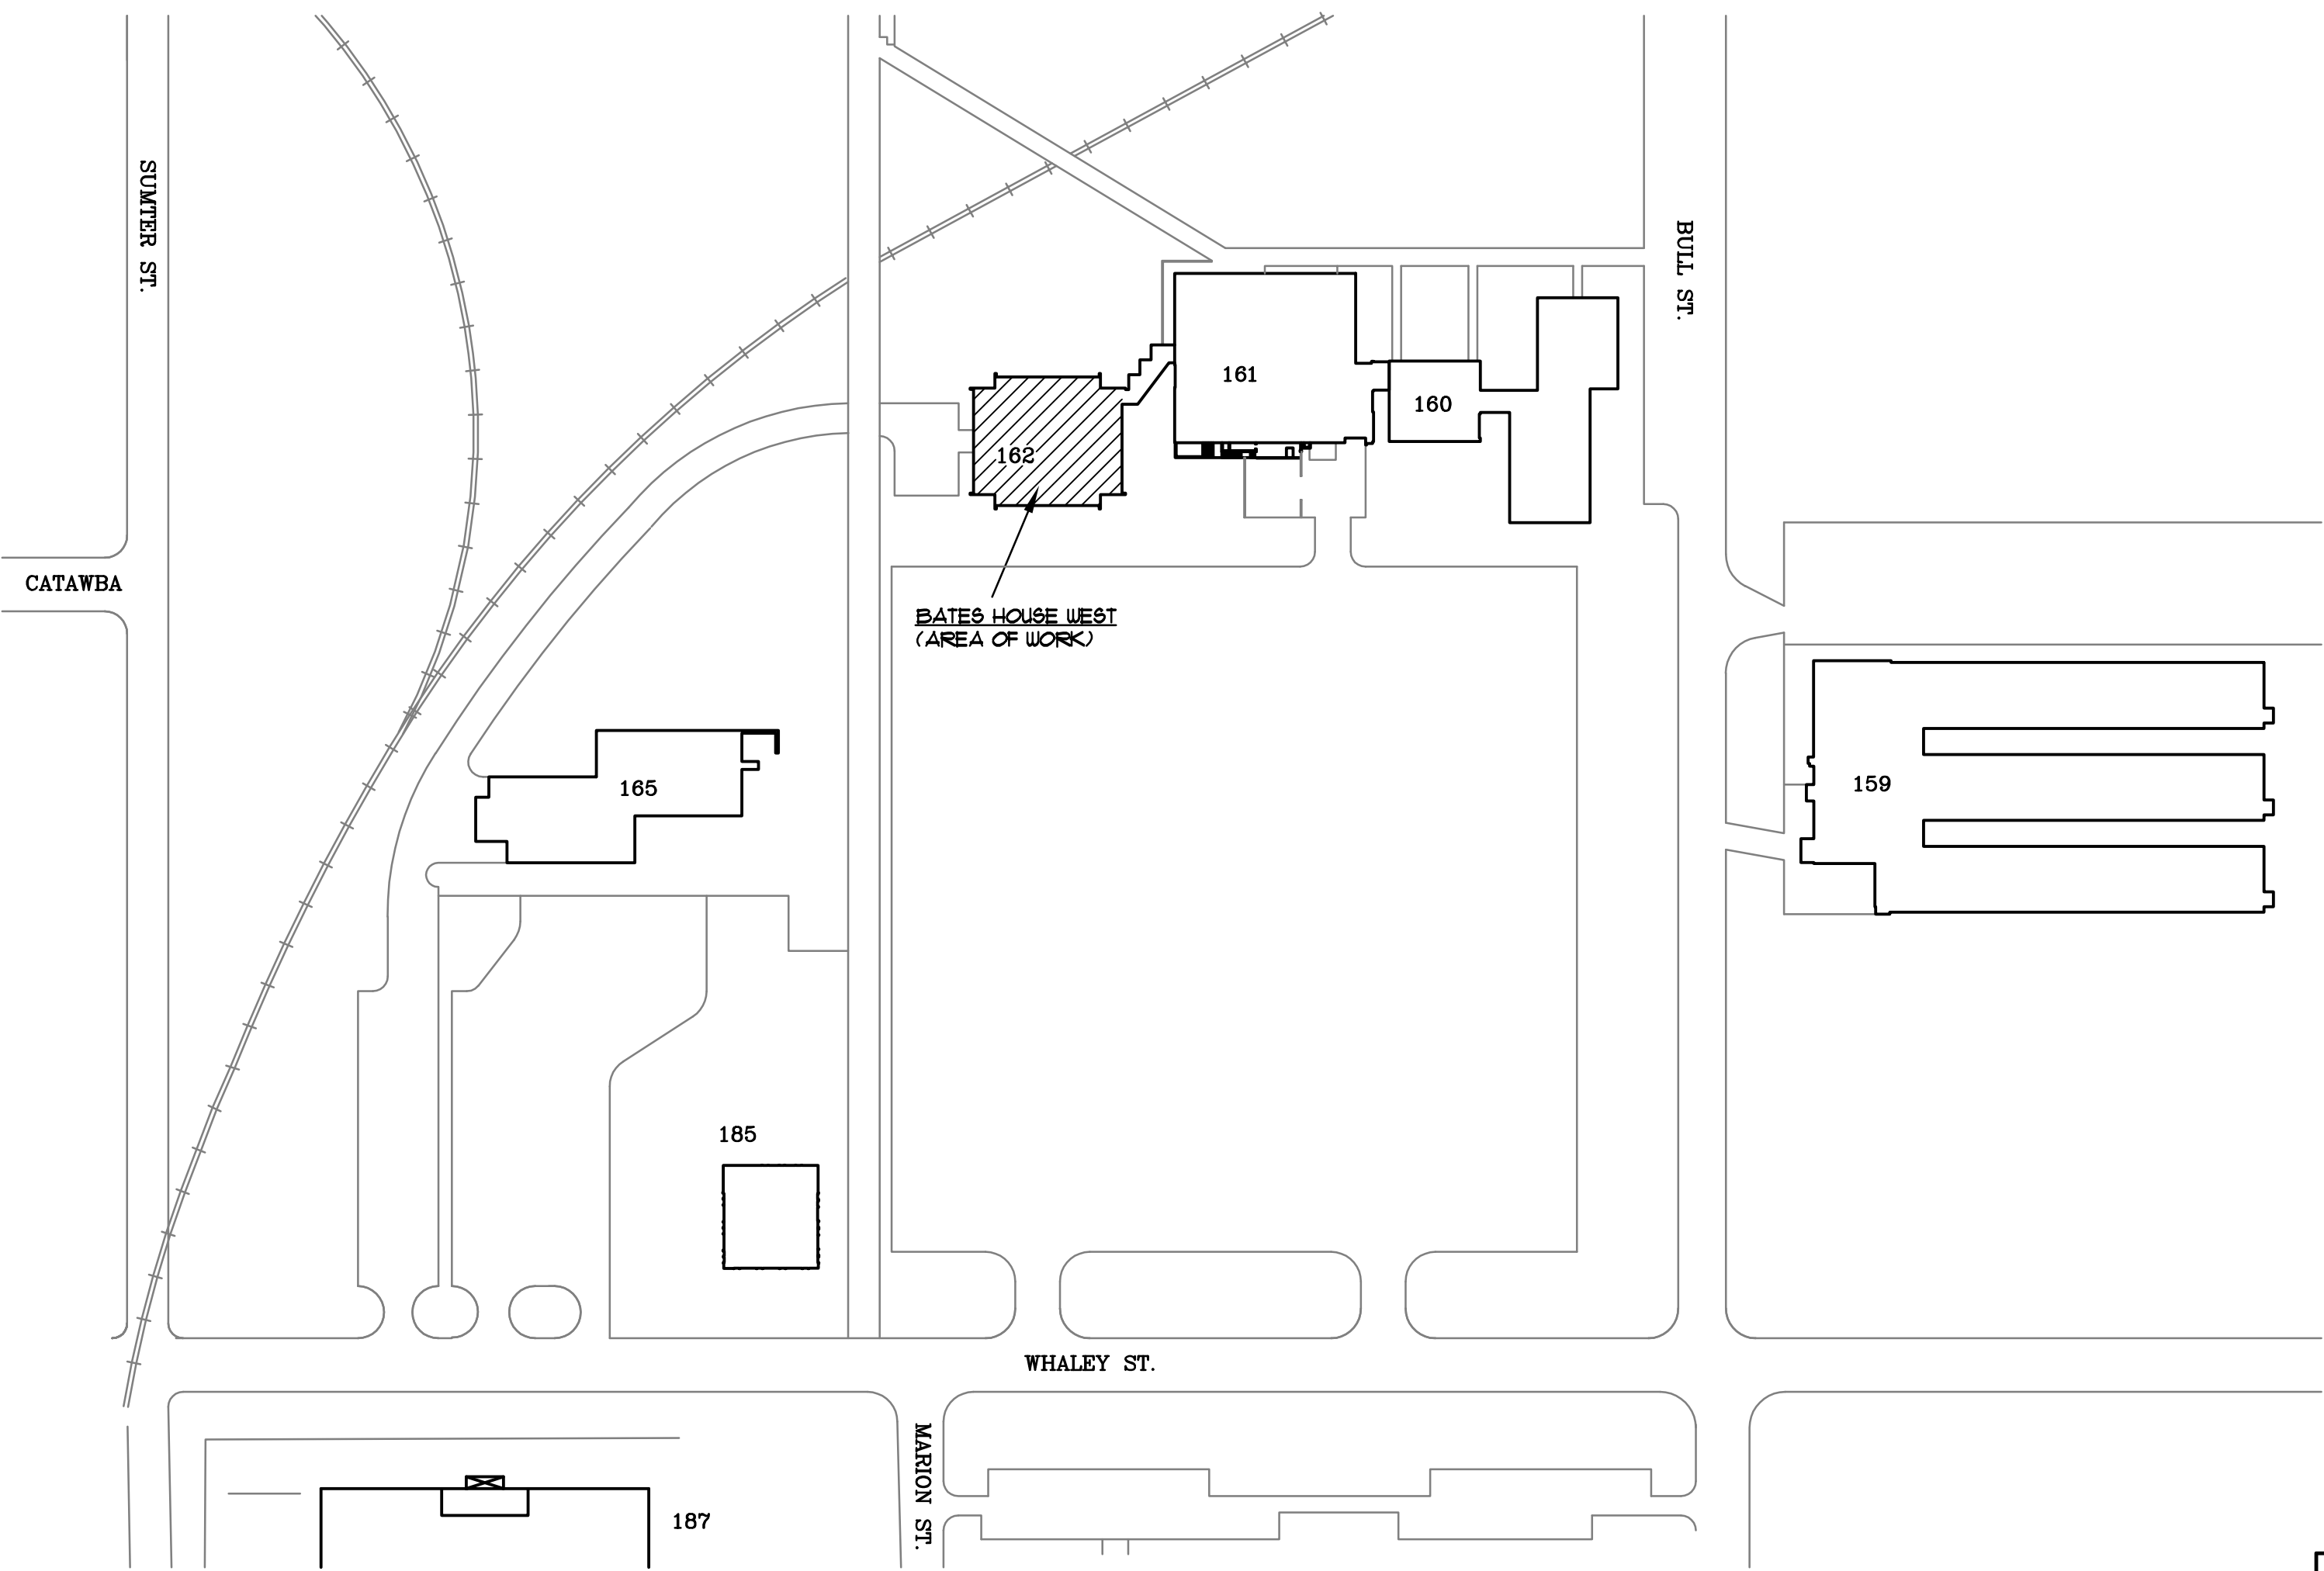 SUMTER ST.
BULL ST.
161
160
162
CATAWBA
BATES HOUSE WEST
(AREA OF WORK)
165
159
185
WHALEY ST.
MARION ST.
187